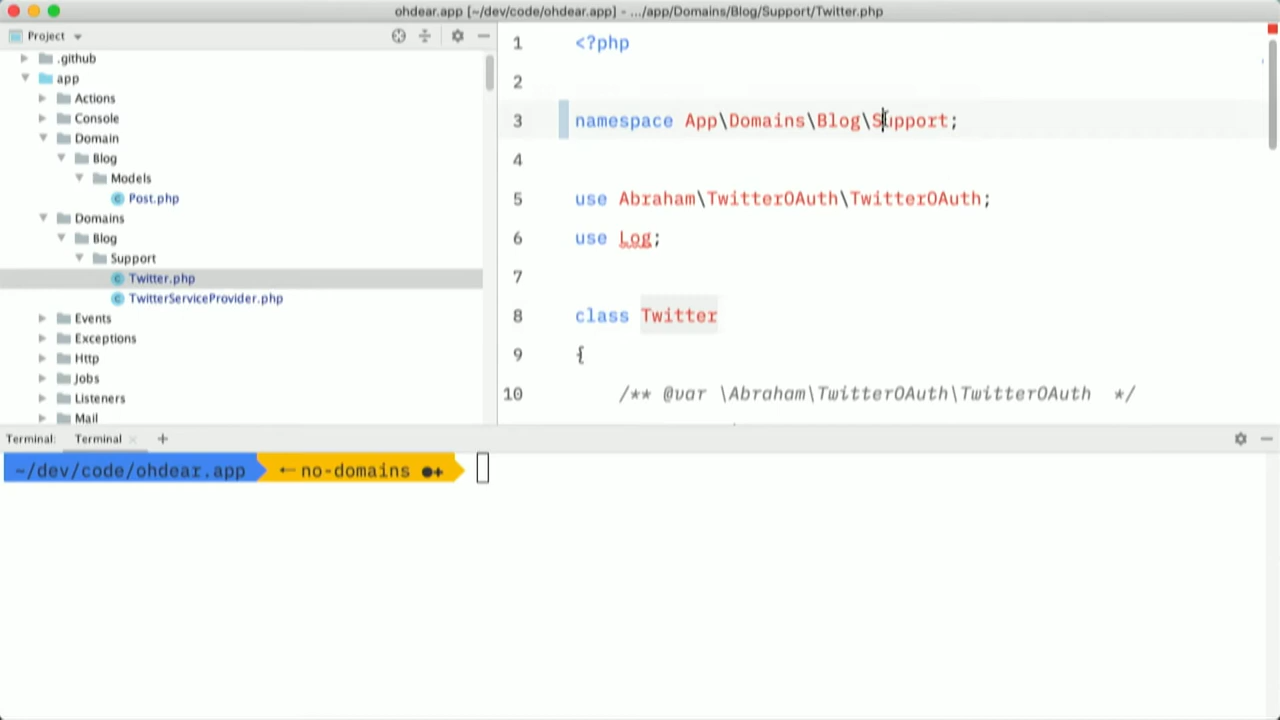 ohdear.app [~/dev/code/ohdear.app] - .../app/Domains/Blog/Support/Twitter.php
Project
.github
app
Actions
Console
Domain
Blog
Models
Post.php
Domains
Blog
Support
Twitter.php
TwitterServiceProvider.php
Events
Exceptions
Http
Jobs
Listeners
Mail
1 <?php
2
3 namespace App\Domains\Blog\Support;
4
5 use Abraham\TwitterOAuth\TwitterOAuth;
6 use Log;
7
8 class Twitter
9 {
10 /** @var \Abraham\TwitterOAuth\TwitterOAuth */
Terminal: Terminal × +
~/dev/code/ohdear.app no-domains ●+